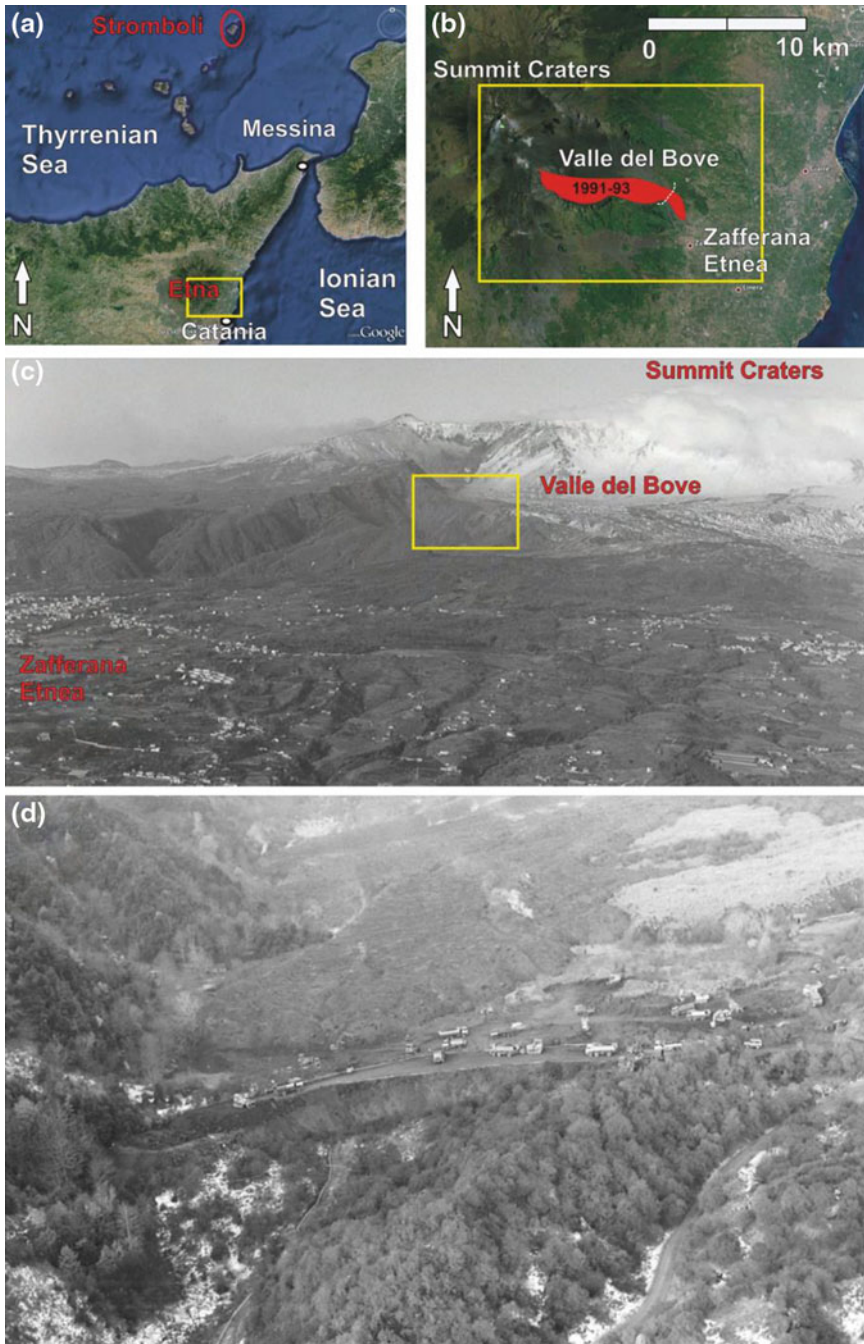 (a)
Stromboli
Thyrrenian
Sea
Messina
Etna
Ionian
Sea
N
Catania
Google
(b)
0 10 km
Summit Craters
Valle del Bove
1991-93
Zafferana
Etnea
N
(c)
Summit Craters
Valle del Bove
Zafferana
Etnea
(d)